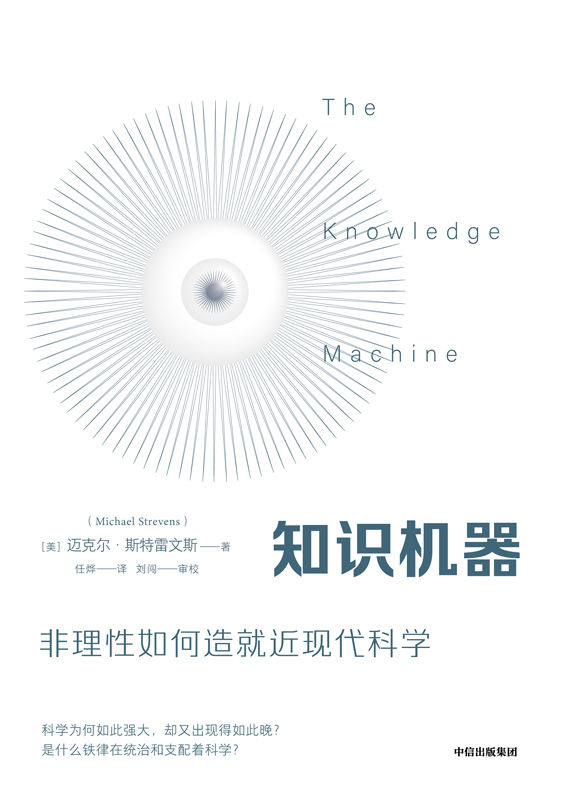 The
Knowledge
Machine
（Michael Strevens）
[美] 迈克尔·斯特雷文斯——著
任烨——译 刘闯——审校
知识机器
非理性如何造就近现代科学
科学为何如此强大，却又出现得如此晚？
是什么铁律在统治和支配着科学？
中信出版集团